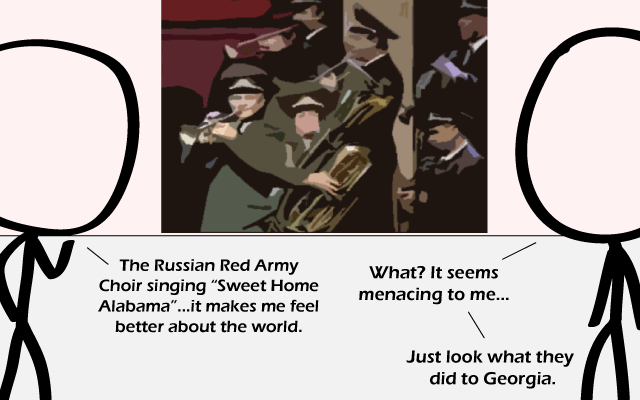 The Russian Red Army
Choir singing “Sweet Home
Alabama”...it makes me feel
better about the world.
What? It seems
menacing to me...
Just look what they
did to Georgia.